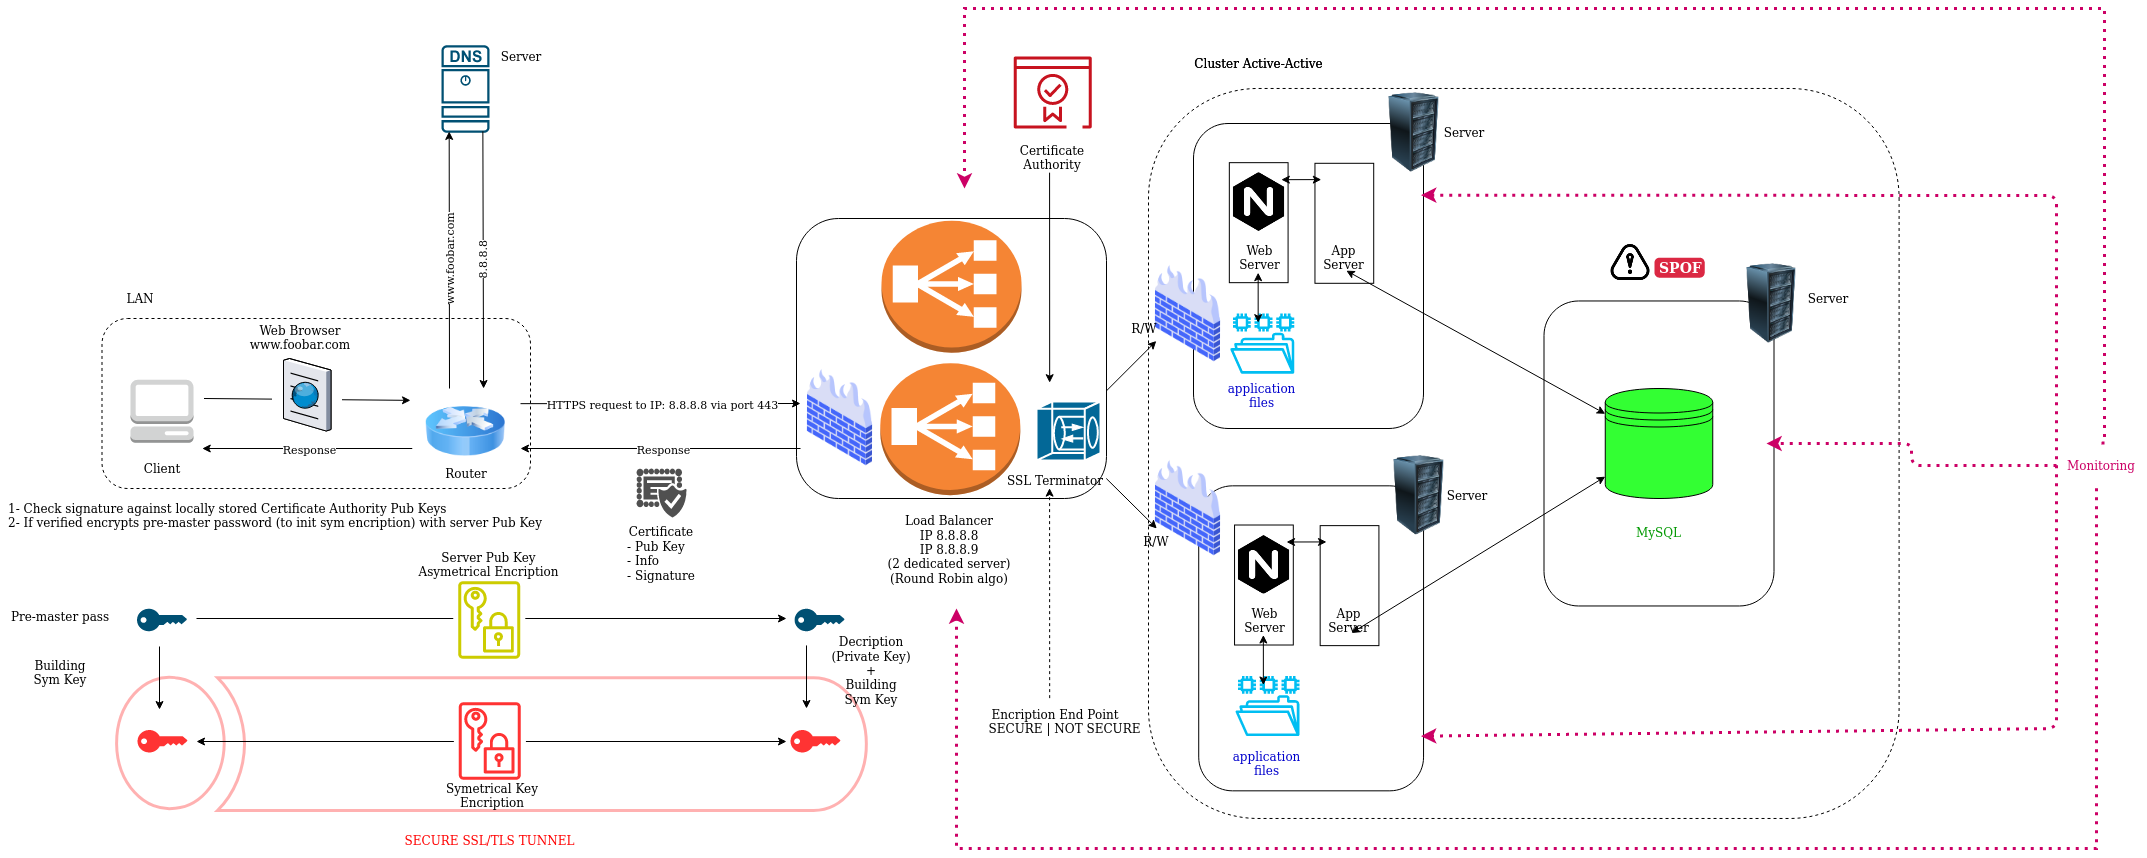 DNS
Server
www.foobar.com
8.8.8.8
LAN
Web Browser
www.foobar.com
Client
Response
Router
HTTPS request to IP: 8.8.8.8 via port 443
Response
Certificate
- Pub Key
- Info
- Signature
1- Check signature against locally stored Certificate Authority Pub Keys
2- If verified encrypts pre-master password (to init sym encription) with server Pub Key
Server Pub Key
Asymetrical Encription
Pre-master pass
Building
Sym Key
Decription
(Private Key)
+
Building
Sym Key
Symetrical Key
Encription
SECURE SSL/TLS TUNNEL
Certificate
Authority
SSL Terminator
Load Balancer
IP 8.8.8.8
IP 8.8.8.9
(2 dedicated server)
(Round Robin algo)
Encription End Point
SECURE | NOT SECURE
Cluster Active-Active
Server
N
Web
Server
App
Server
R/W
application
files
Server
N
Web
Server
App
Server
R/W
application
files
SPOF
Server
MySQL
Monitoring